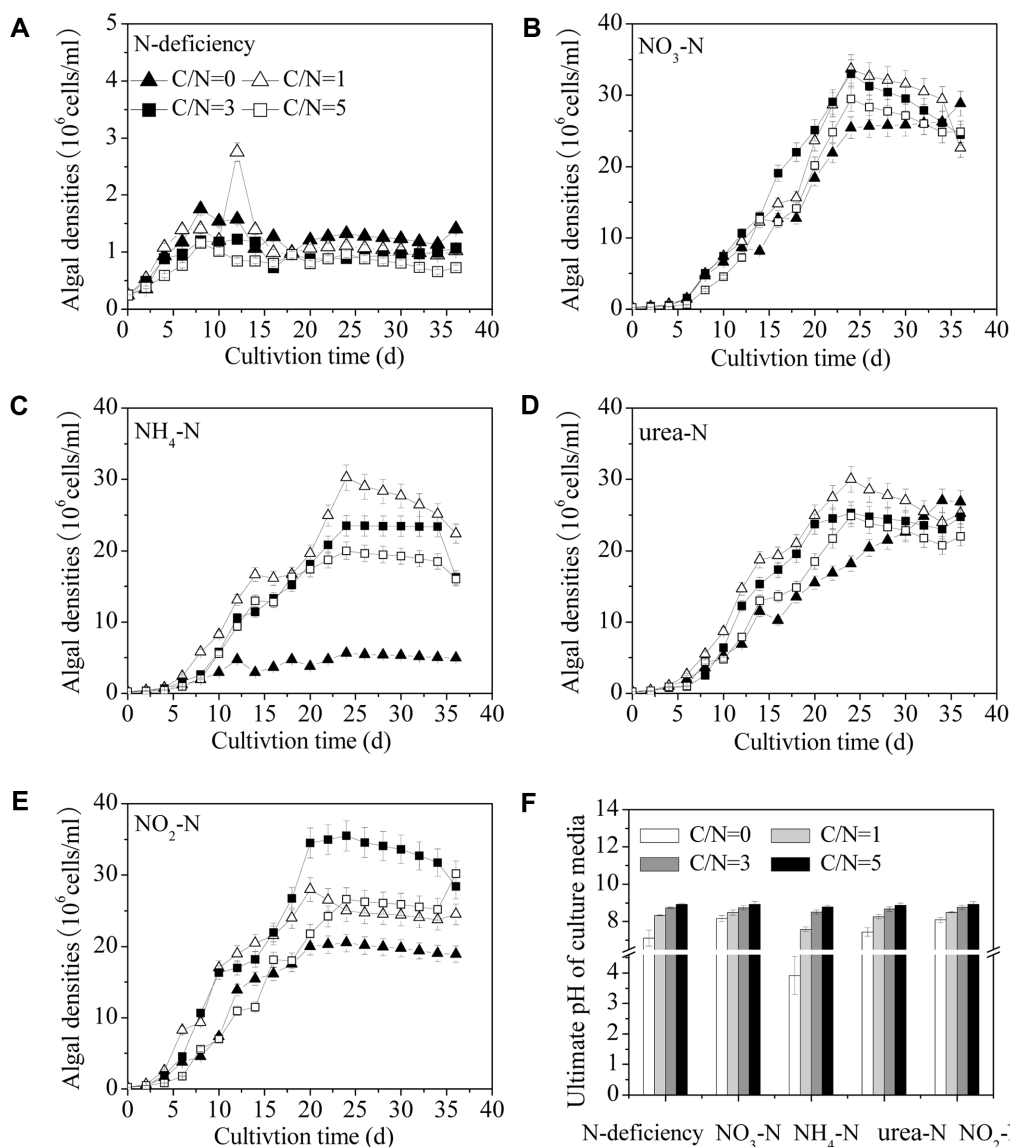 A
N-deficiency
C/N=0 C/N=1
C/N=3 C/N=5
Algal densities (10⁶cells/ml)
5
4
3
2
1
0
0 5 10 15 20 25 30 35 40
Cultivtion time (d)
B
NO₃-N
Algal densities (10⁶cells/ml)
40
30
20
10
0
0 5 10 15 20 25 30 35 40
Cultivtion time (d)
C
NH₄-N
Algal densities (10⁶cells/ml)
40
30
20
10
0
0 5 10 15 20 25 30 35 40
Cultivtion time (d)
D
urea-N
Algal densities (10⁶cells/ml)
40
30
20
10
0
0 5 10 15 20 25 30 35 40
Cultivtion time (d)
E
NO₂-N
Algal densities (10⁶cells/ml)
40
30
20
10
0
0 5 10 15 20 25 30 35 40
Cultivtion time (d)
F
C/N=0 C/N=1
C/N=3 C/N=5
Ultimate pH of culture media
14
12
10
8
4
3
2
1
0
N-deficiency NO₃-N NH₄-N urea-N NO₂-N